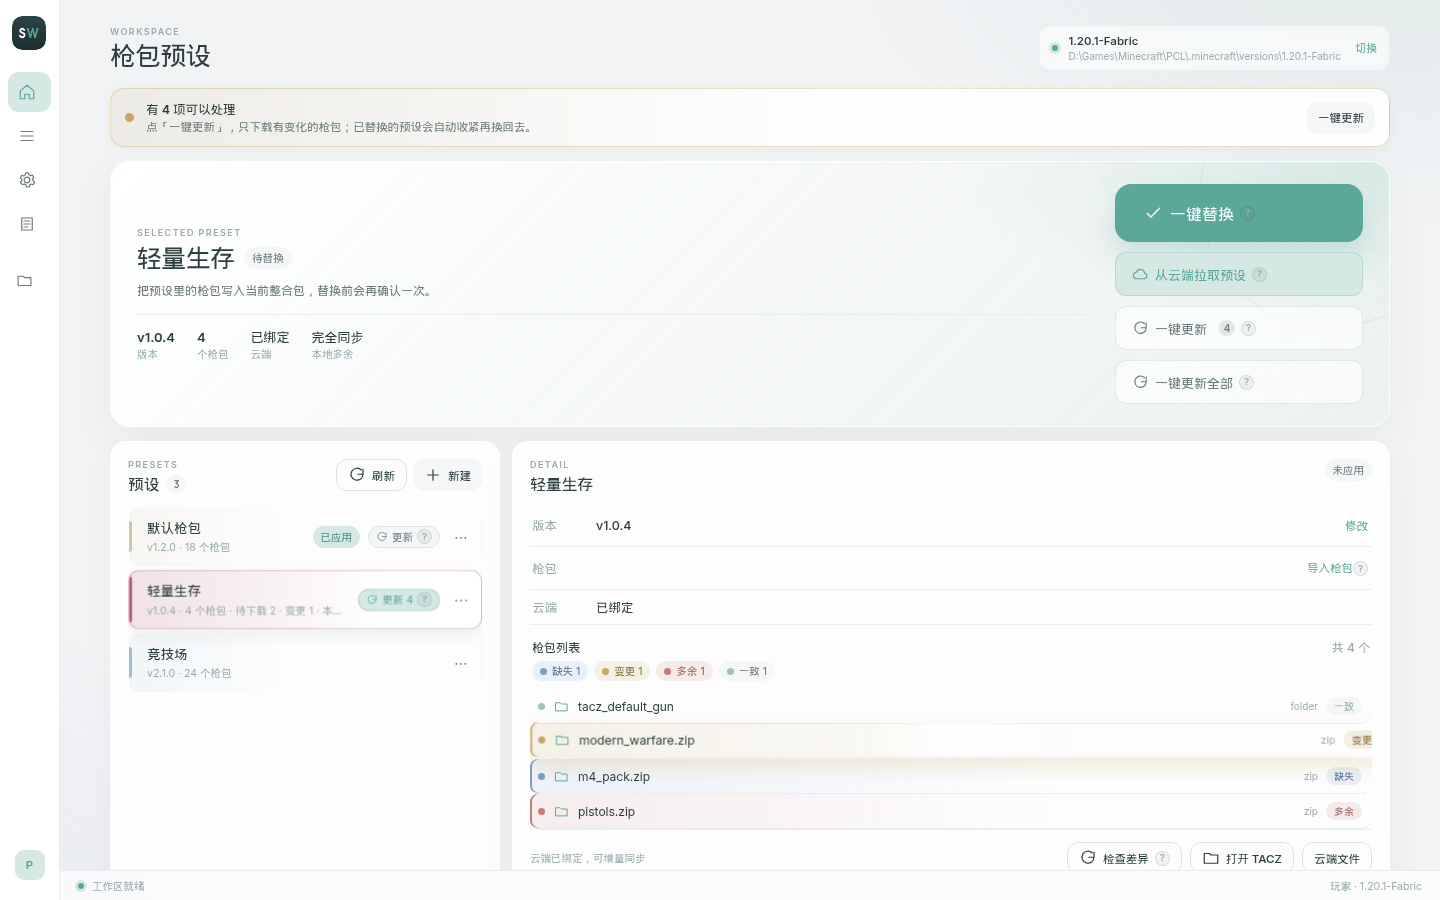 SW
WORKSPACE
枪包预设
1.20.1-Fabric
D:\Games\Minecraft\PCL\.minecraft\versions\1.20.1-Fabric
切换
有 4 项可以处理
点「一键更新」，只下载有变化的枪包；已替换的预设会自动收紧再换回去。
一键更新
SELECTED PRESET
轻量生存 待替换
把预设里的枪包写入当前整合包，替换前会再确认一次。
v1.0.4 4 已绑定 完全同步
版本 个枪包 云端 本地多余
一键替换 ?
从云端拉取预设 ?
一键更新 4 ?
一键更新全部 ?
PRESETS
预设 3
刷新
新建
默认枪包
v1.2.0 · 18 个枪包
已应用
更新 ?
···
轻量生存
v1.0.4 · 4 个枪包 · 待下载 2 · 变更 1 · 本...
更新 4 ?
···
竞技场
v2.1.0 · 24 个枪包
···
DETAIL
轻量生存
未应用
版本 v1.0.4 修改
枪包 导入枪包 ?
云端 已绑定
枪包列表 共 4 个
缺失 1 变更 1 多余 1 一致 1
tacz_default_gun folder 一致
modern_warfare.zip zip 变更
m4_pack.zip zip 缺失
pistols.zip zip 多余
云端已绑定，可增量同步
检查差异 ?
打开 TACZ
云端文件
P
工作区就绪
玩家 · 1.20.1-Fabric